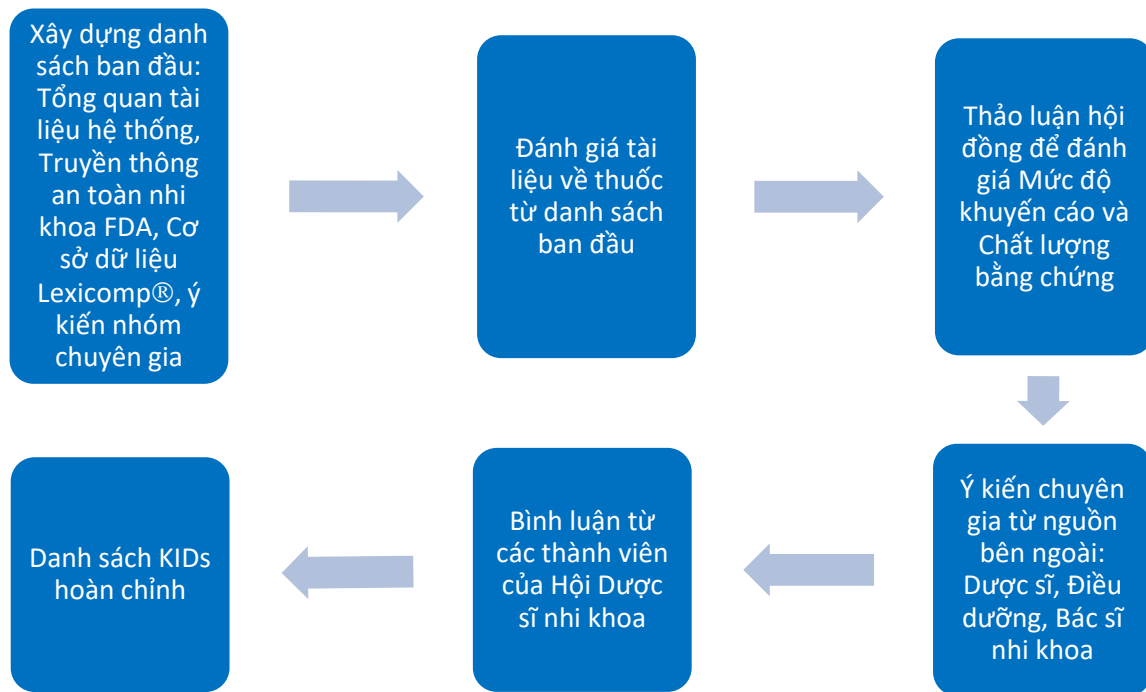 Xây dựng danh
sách ban đầu:
Tổng quan tài
liệu hệ thống,
Truyền thông
an toàn nhi
khoa FDA, Cơ
sở dữ liệu
Lexicomp®, ý
kiến nhóm
chuyên gia
Đánh giá tài
liệu về thuốc
từ danh sách
ban đầu
Thảo luận hội
đồng để đánh
giá Mức độ
khuyến cáo và
Chất lượng
bằng chứng
Ý kiến chuyên
gia từ nguồn
bên ngoài:
Dược sĩ, Điều
dưỡng, Bác sĩ
nhi khoa
Bình luận từ
các thành viên
của Hội Dược
sĩ nhi khoa
Danh sách KIDs
hoàn chỉnh